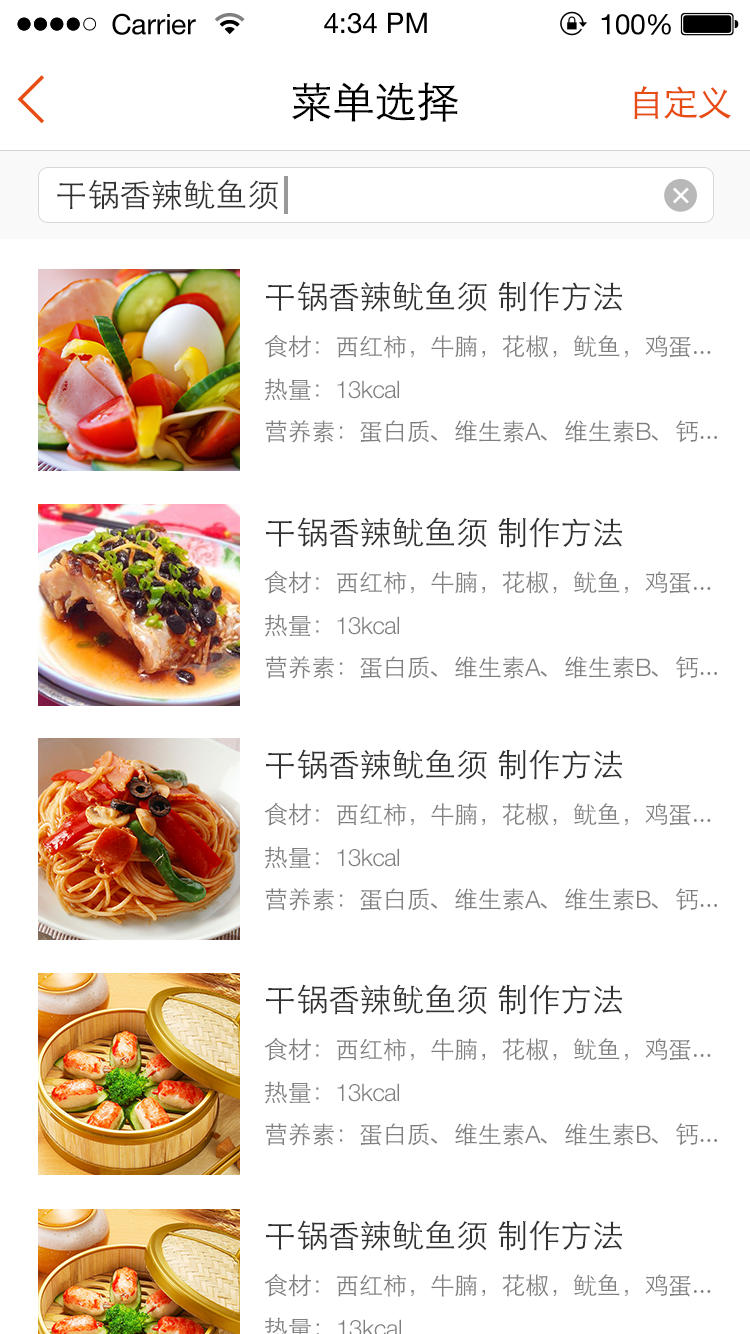 Carrier 4:34 PM 100%
菜单选择 自定义
干锅香辣鱿鱼须
干锅香辣鱿鱼须 制作方法
食材：西红柿，牛腩，花椒，鱿鱼，鸡蛋...
热量：13kcal
营养素：蛋白质、维生素A、维生素B、钙...
干锅香辣鱿鱼须 制作方法
食材：西红柿，牛腩，花椒，鱿鱼，鸡蛋...
热量：13kcal
营养素：蛋白质、维生素A、维生素B、钙...
干锅香辣鱿鱼须 制作方法
食材：西红柿，牛腩，花椒，鱿鱼，鸡蛋...
热量：13kcal
营养素：蛋白质、维生素A、维生素B、钙...
干锅香辣鱿鱼须 制作方法
食材：西红柿，牛腩，花椒，鱿鱼，鸡蛋...
热量：13kcal
营养素：蛋白质、维生素A、维生素B、钙...
干锅香辣鱿鱼须 制作方法
食材：西红柿，牛腩，花椒，鱿鱼，鸡蛋...
热量：13kcal